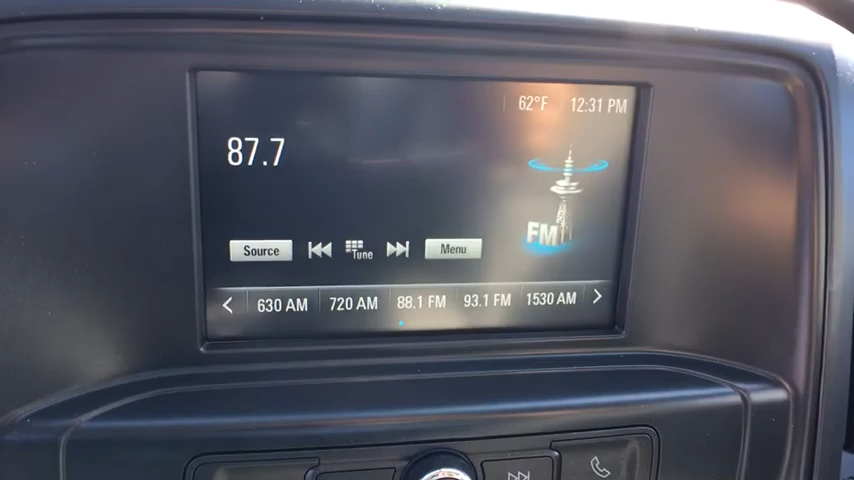 62°F 12:31 PM
87.7
FM
Source Tune Menu
630 AM 720 AM 88.1 FM 93.1 FM 1530 AM